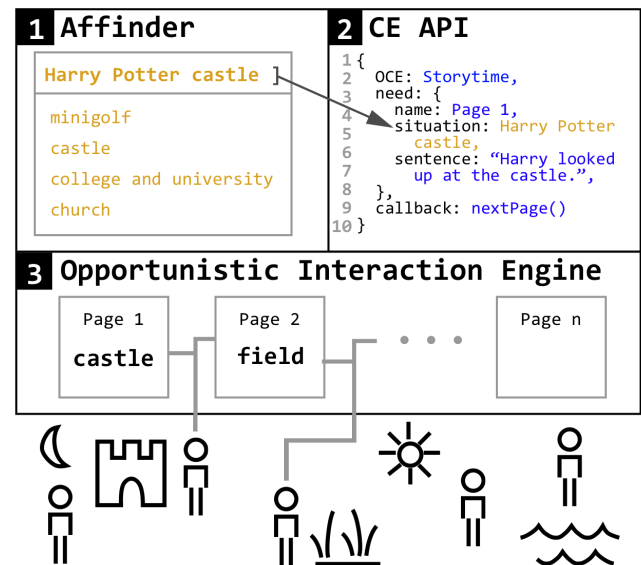 1 Affinder
Harry Potter castle ]
minigolf
castle
college and university
church
2 CE API
1 {
2 OCE: Storytime,
3 need: {
4 name: Page 1,
5 situation: Harry Potter
castle,
6 sentence: “Harry looked
7 up at the castle.”,
8 },
9 callback: nextPage()
10 }
3 Opportunistic Interaction Engine
Page 1
castle
Page 2
field
Page n